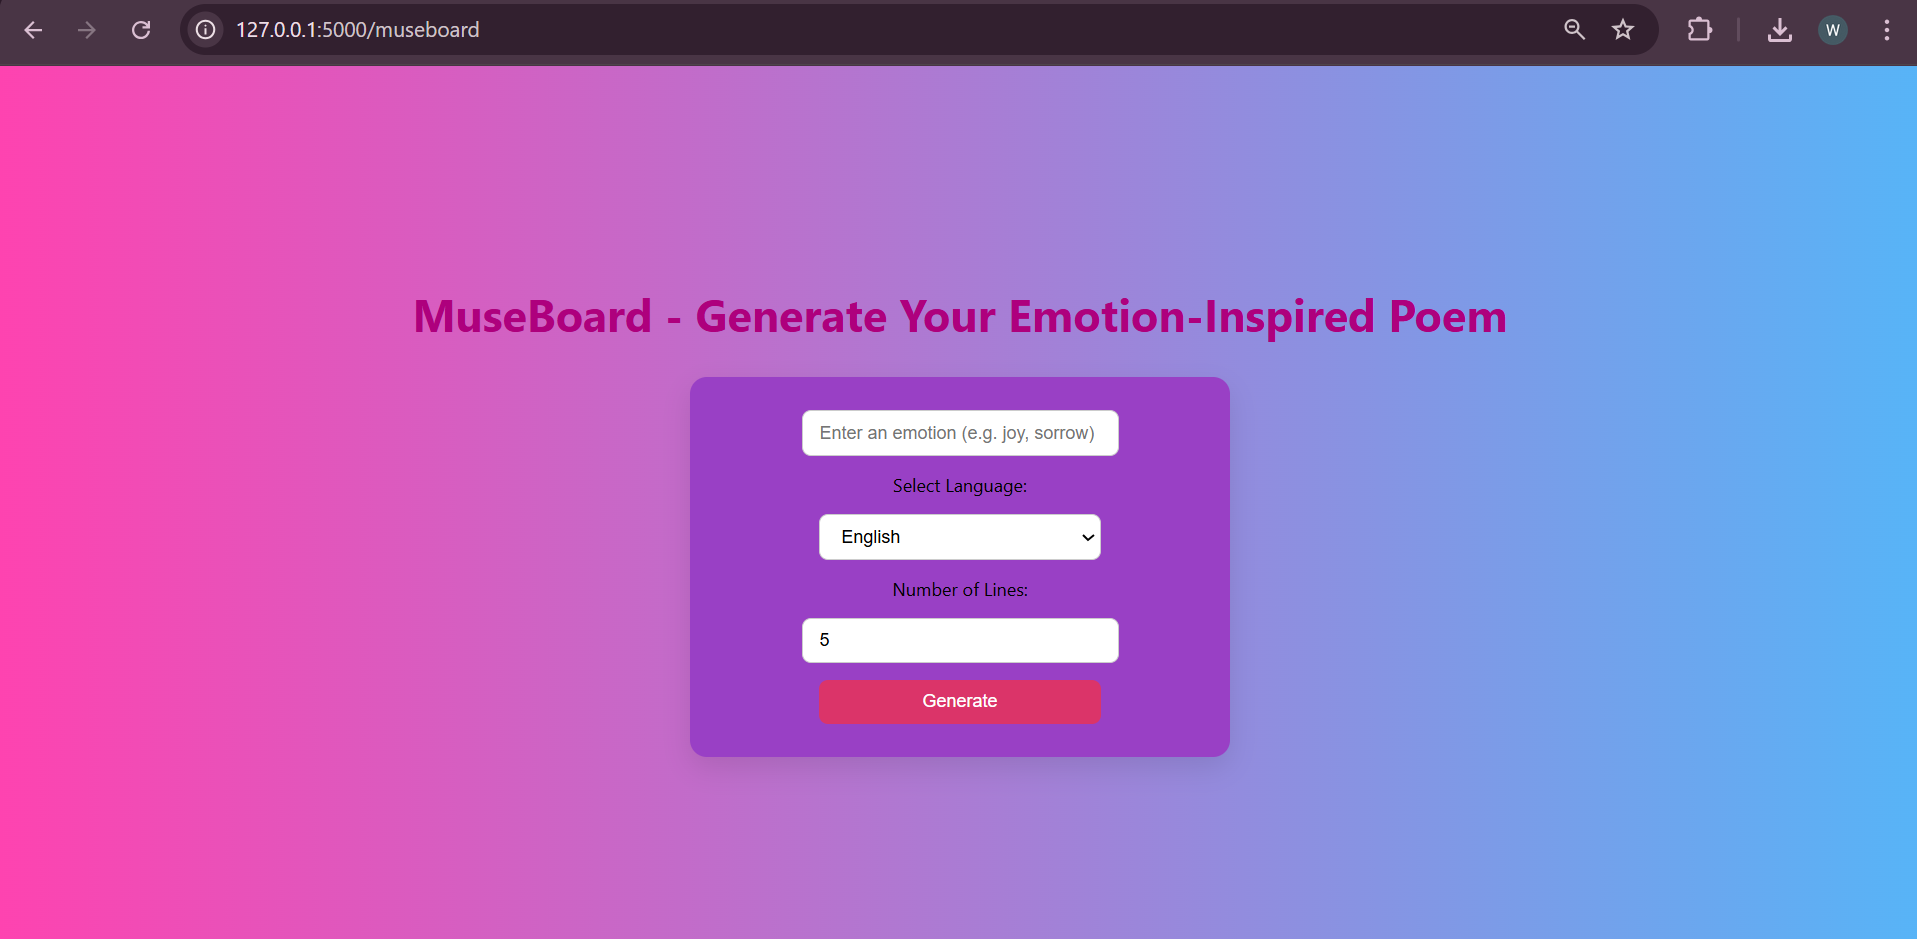 127.0.0.1:5000/museboard
W
MuseBoard - Generate Your Emotion-Inspired Poem
Enter an emotion (e.g. joy, sorrow)
Select Language:
English
Number of Lines:
5
Generate